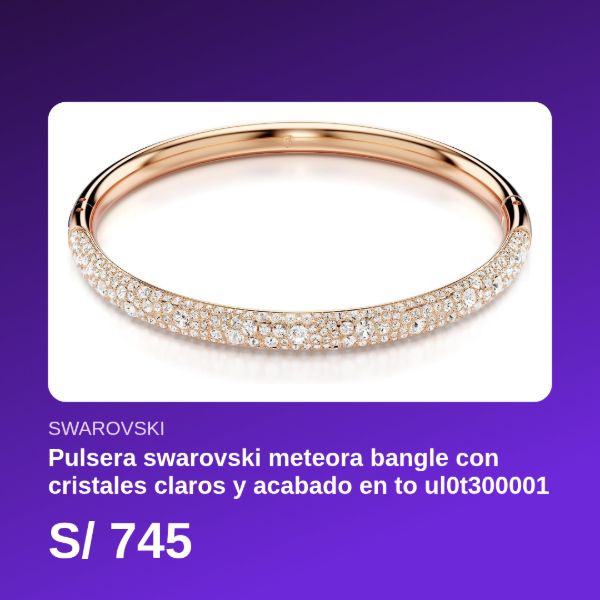 SWAROVSKI
Pulsera swarovski meteora bangle con
cristales claros y acabado en to ul0t300001
S/ 745